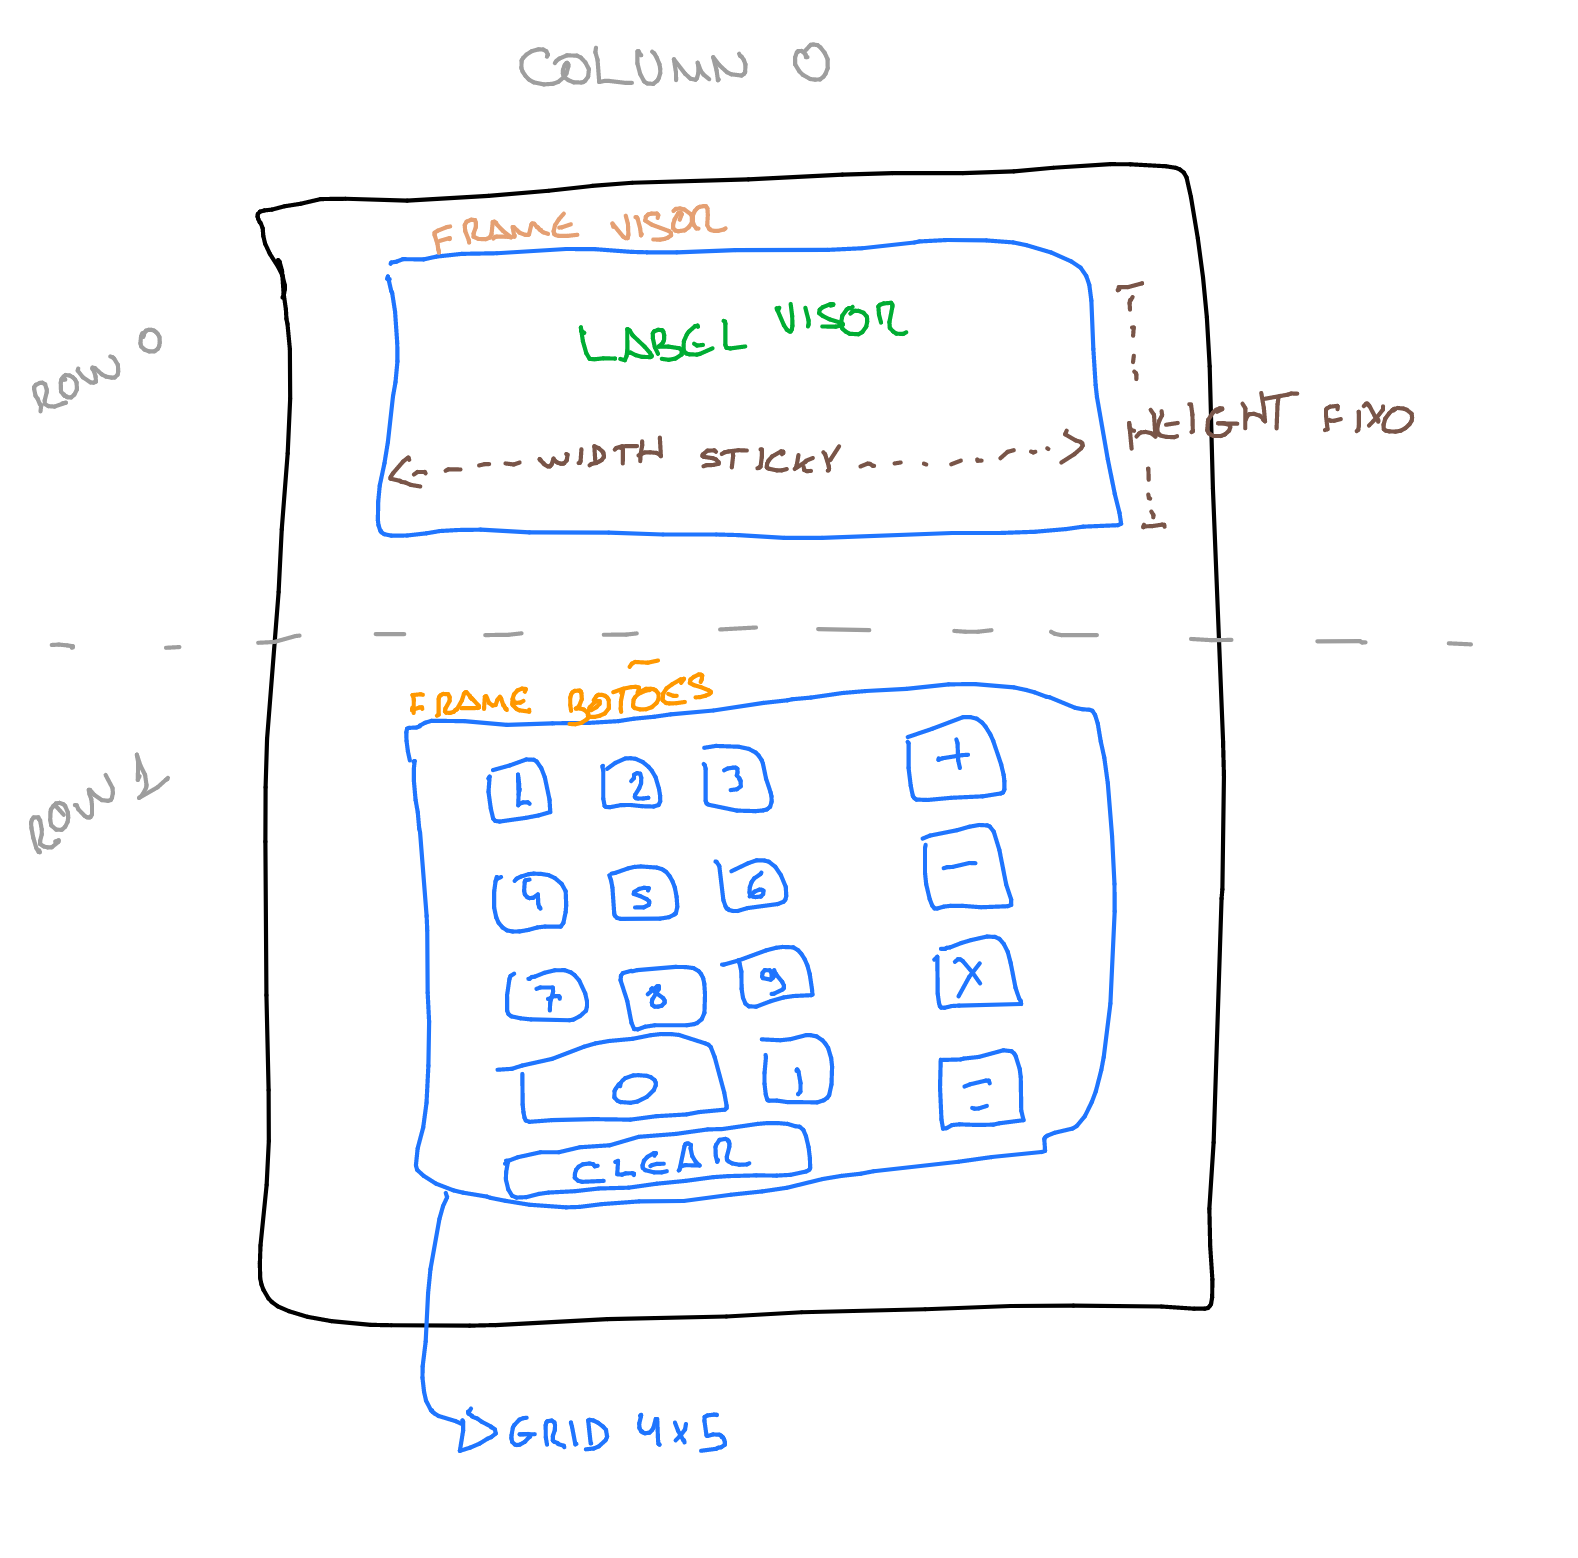 COLUMN 0
FRAME VISOR
LABEL VISOR
ROW 0
HEIGHT FIXO
WIDTH STICKY
FRAME BOTÕES
ROW 1
1 2 3 +
4 5 6 -
7 8 9 X
0 , =
CLEAR
GRID 4x5